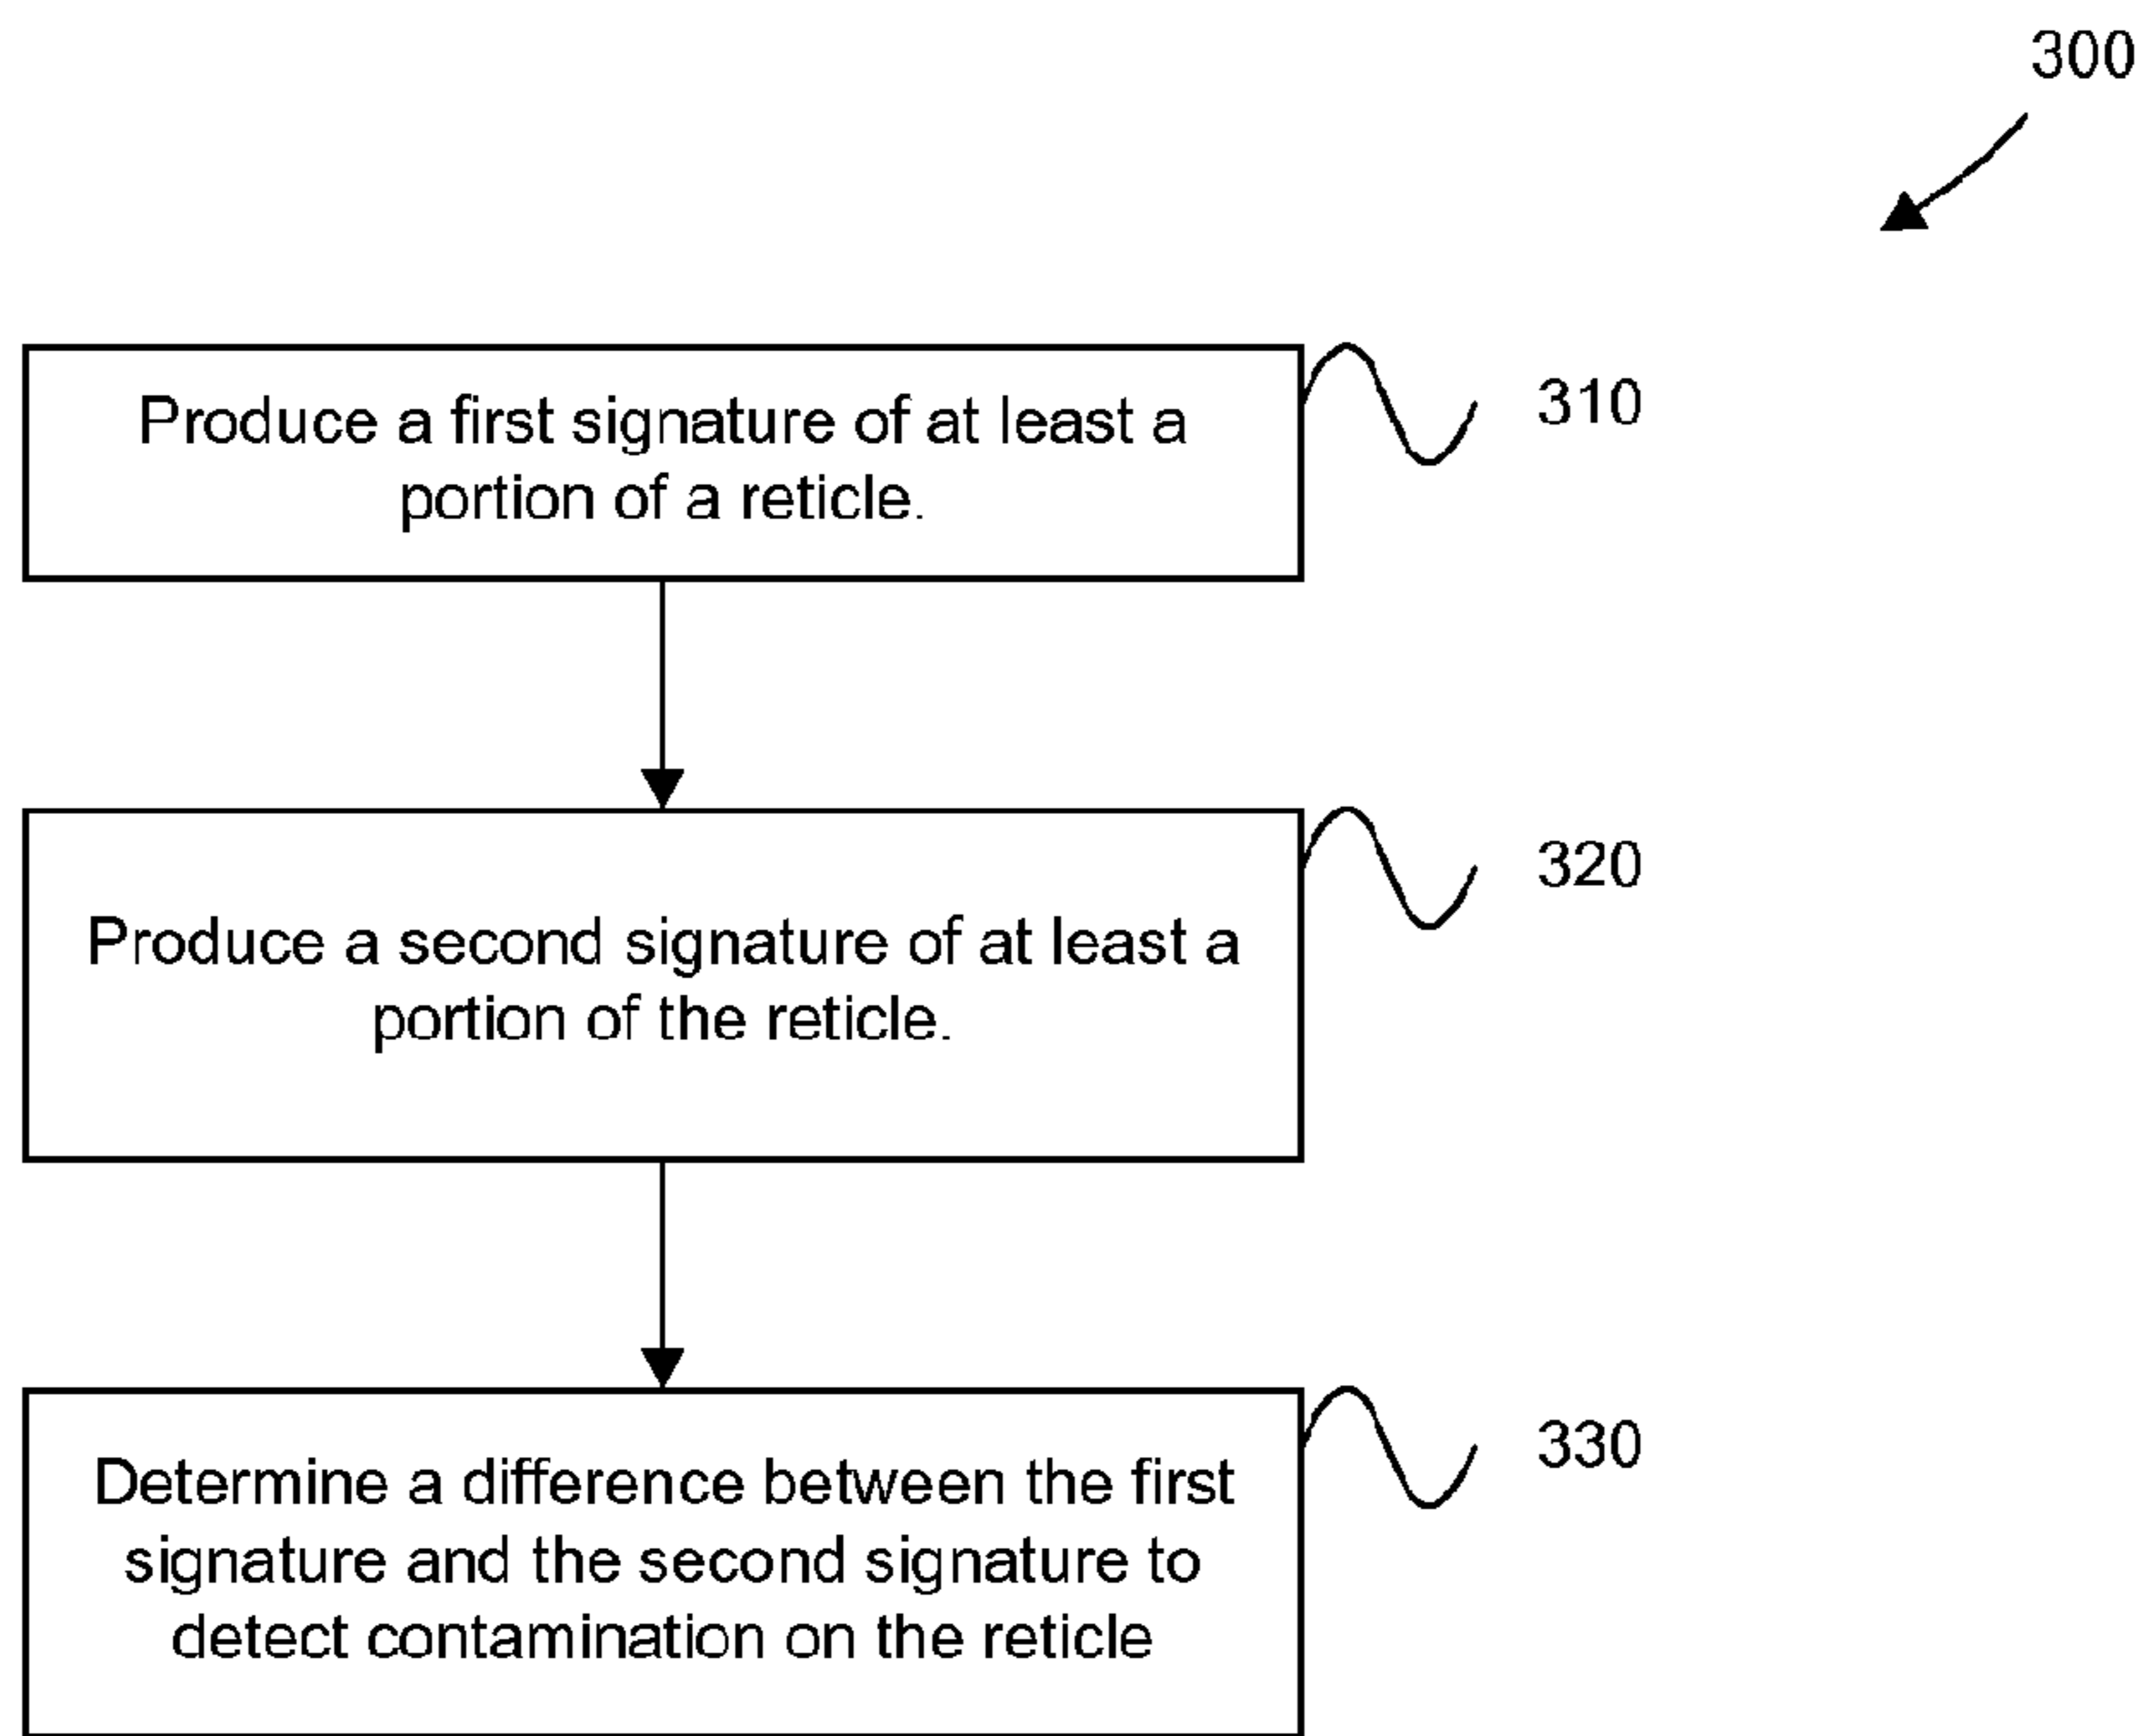 300
Produce a first signature of at least a
portion of a reticle.
310
Produce a second signature of at least a
portion of the reticle.
320
Determine a difference between the first
signature and the second signature to
detect contamination on the reticle
330